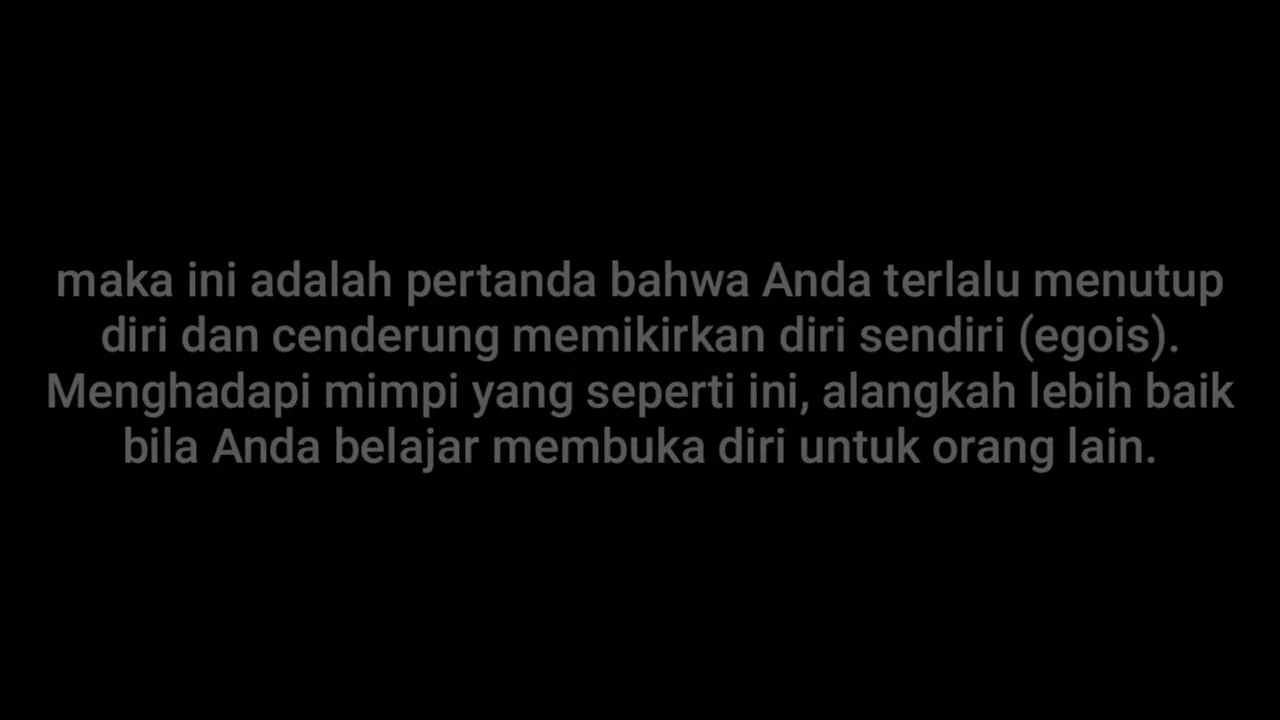 maka ini adalah pertanda bahwa Anda terlalu menutup
diri dan cenderung memikirkan diri sendiri (egois).
Menghadapi mimpi yang seperti ini, alangkah lebih baik
bila Anda belajar membuka diri untuk orang lain.